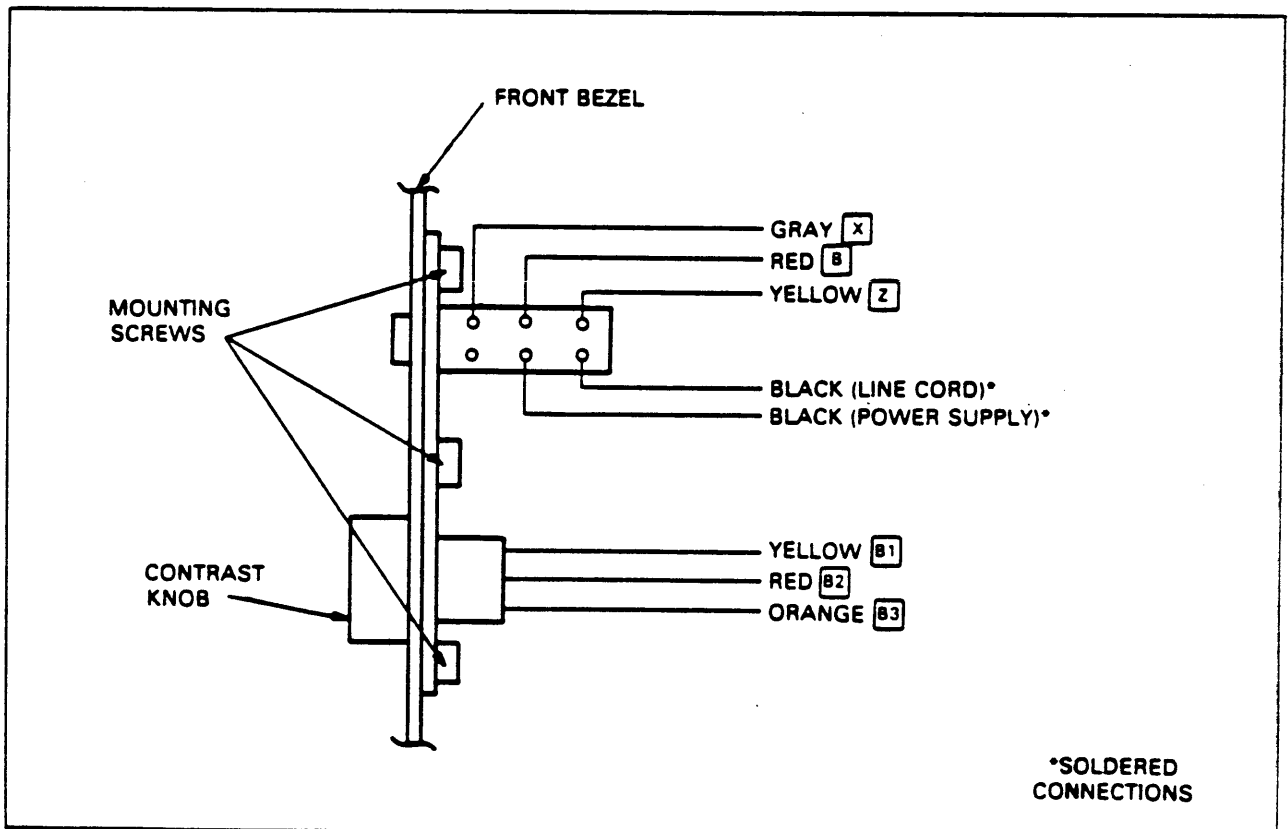 FRONT BEZEL
GRAY X
RED B
YELLOW Z
MOUNTING
SCREWS
BLACK (LINE CORD)*
BLACK (POWER SUPPLY)*
YELLOW B1
RED B2
ORANGE B3
CONTRAST
KNOB
*SOLDERED
CONNECTIONS